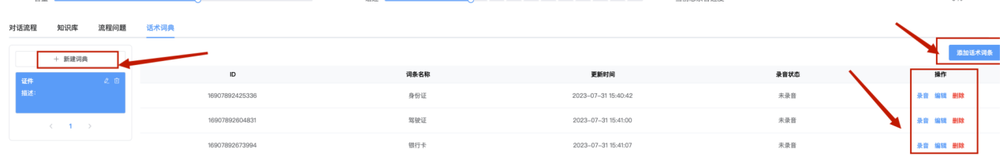 对话流程 知识库 流程问题 话术词典
+ 新建词典
添加话术词条
证件
描述:
< 1 >
ID 词条名称 更新时间 录音状态 操作
16907892425336 身份证 2023-07-31 15:40:42 未录音 录音 编辑 删除
16907892604831 驾驶证 2023-07-31 15:41:00 未录音 录音 编辑 删除
16907892673994 银行卡 2023-07-31 15:41:07 未录音 录音 编辑 删除